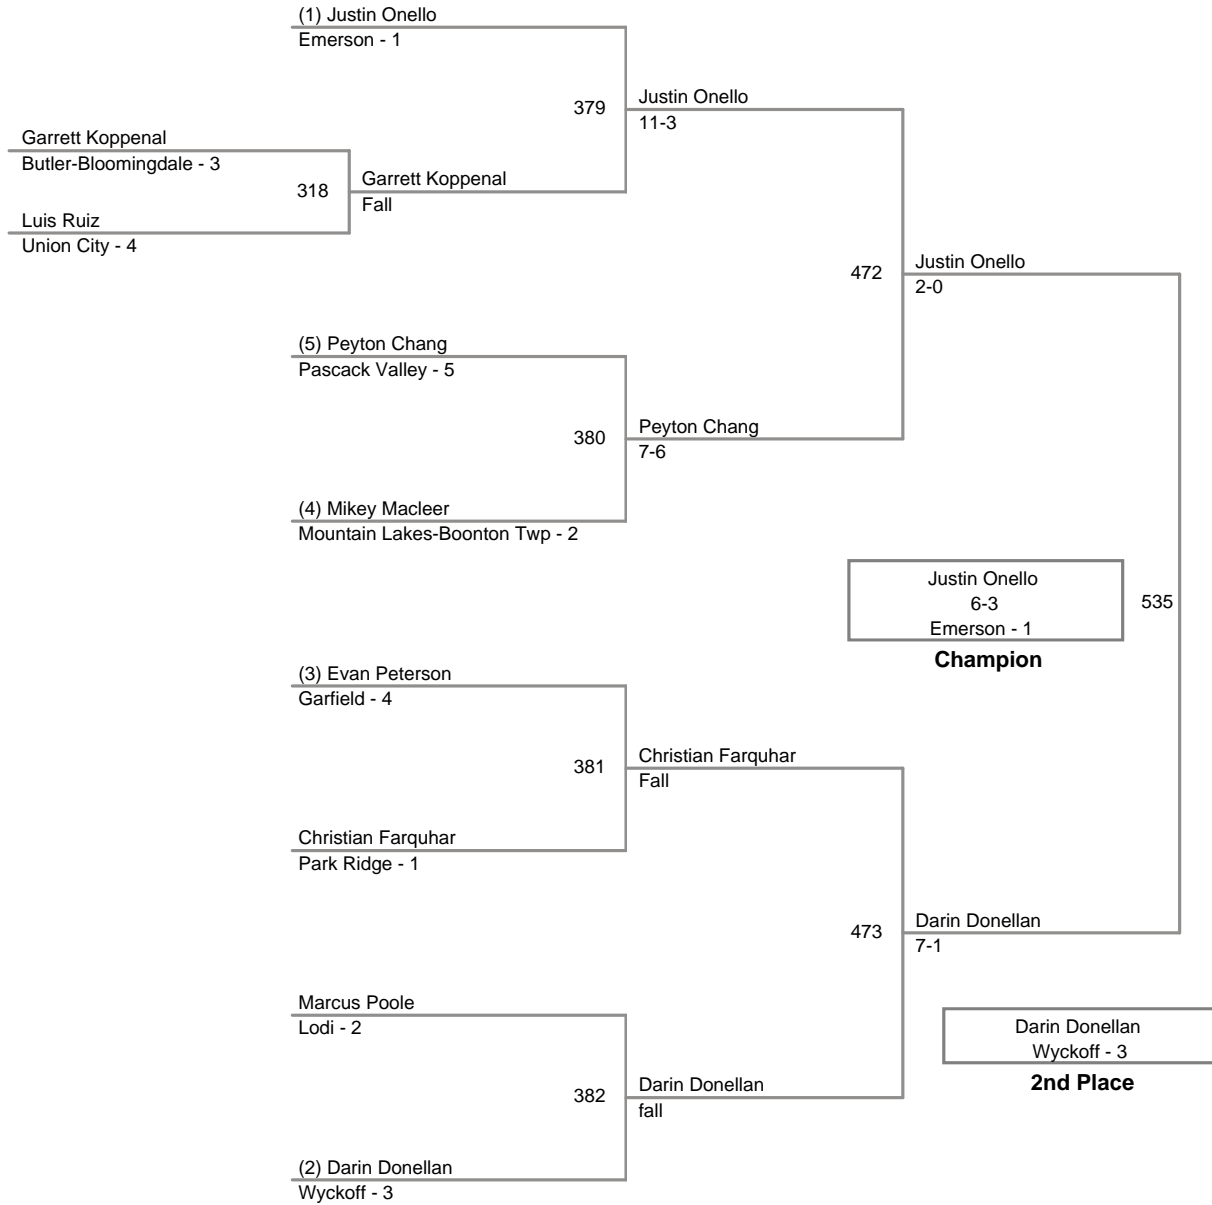 (1) Justin Onello
Emerson - 1
379
Justin Onello
11-3
Garrett Koppenal
Butler-Bloomingdale - 3
318
Garrett Koppenal
Fall
Luis Ruiz
Union City - 4
472
Justin Onello
2-0
(5) Peyton Chang
Pascack Valley - 5
380
Peyton Chang
7-6
(4) Mikey Macleer
Mountain Lakes-Boonton Twp - 2
Justin Onello
6-3
Emerson - 1
Champion
535
(3) Evan Peterson
Garfield - 4
381
Christian Farquhar
Fall
Christian Farquhar
Park Ridge - 1
473
Darin Donellan
7-1
Marcus Poole
Lodi - 2
Darin Donellan
Wyckoff - 3
2nd Place
382
Darin Donellan
fall
(2) Darin Donellan
Wyckoff - 3